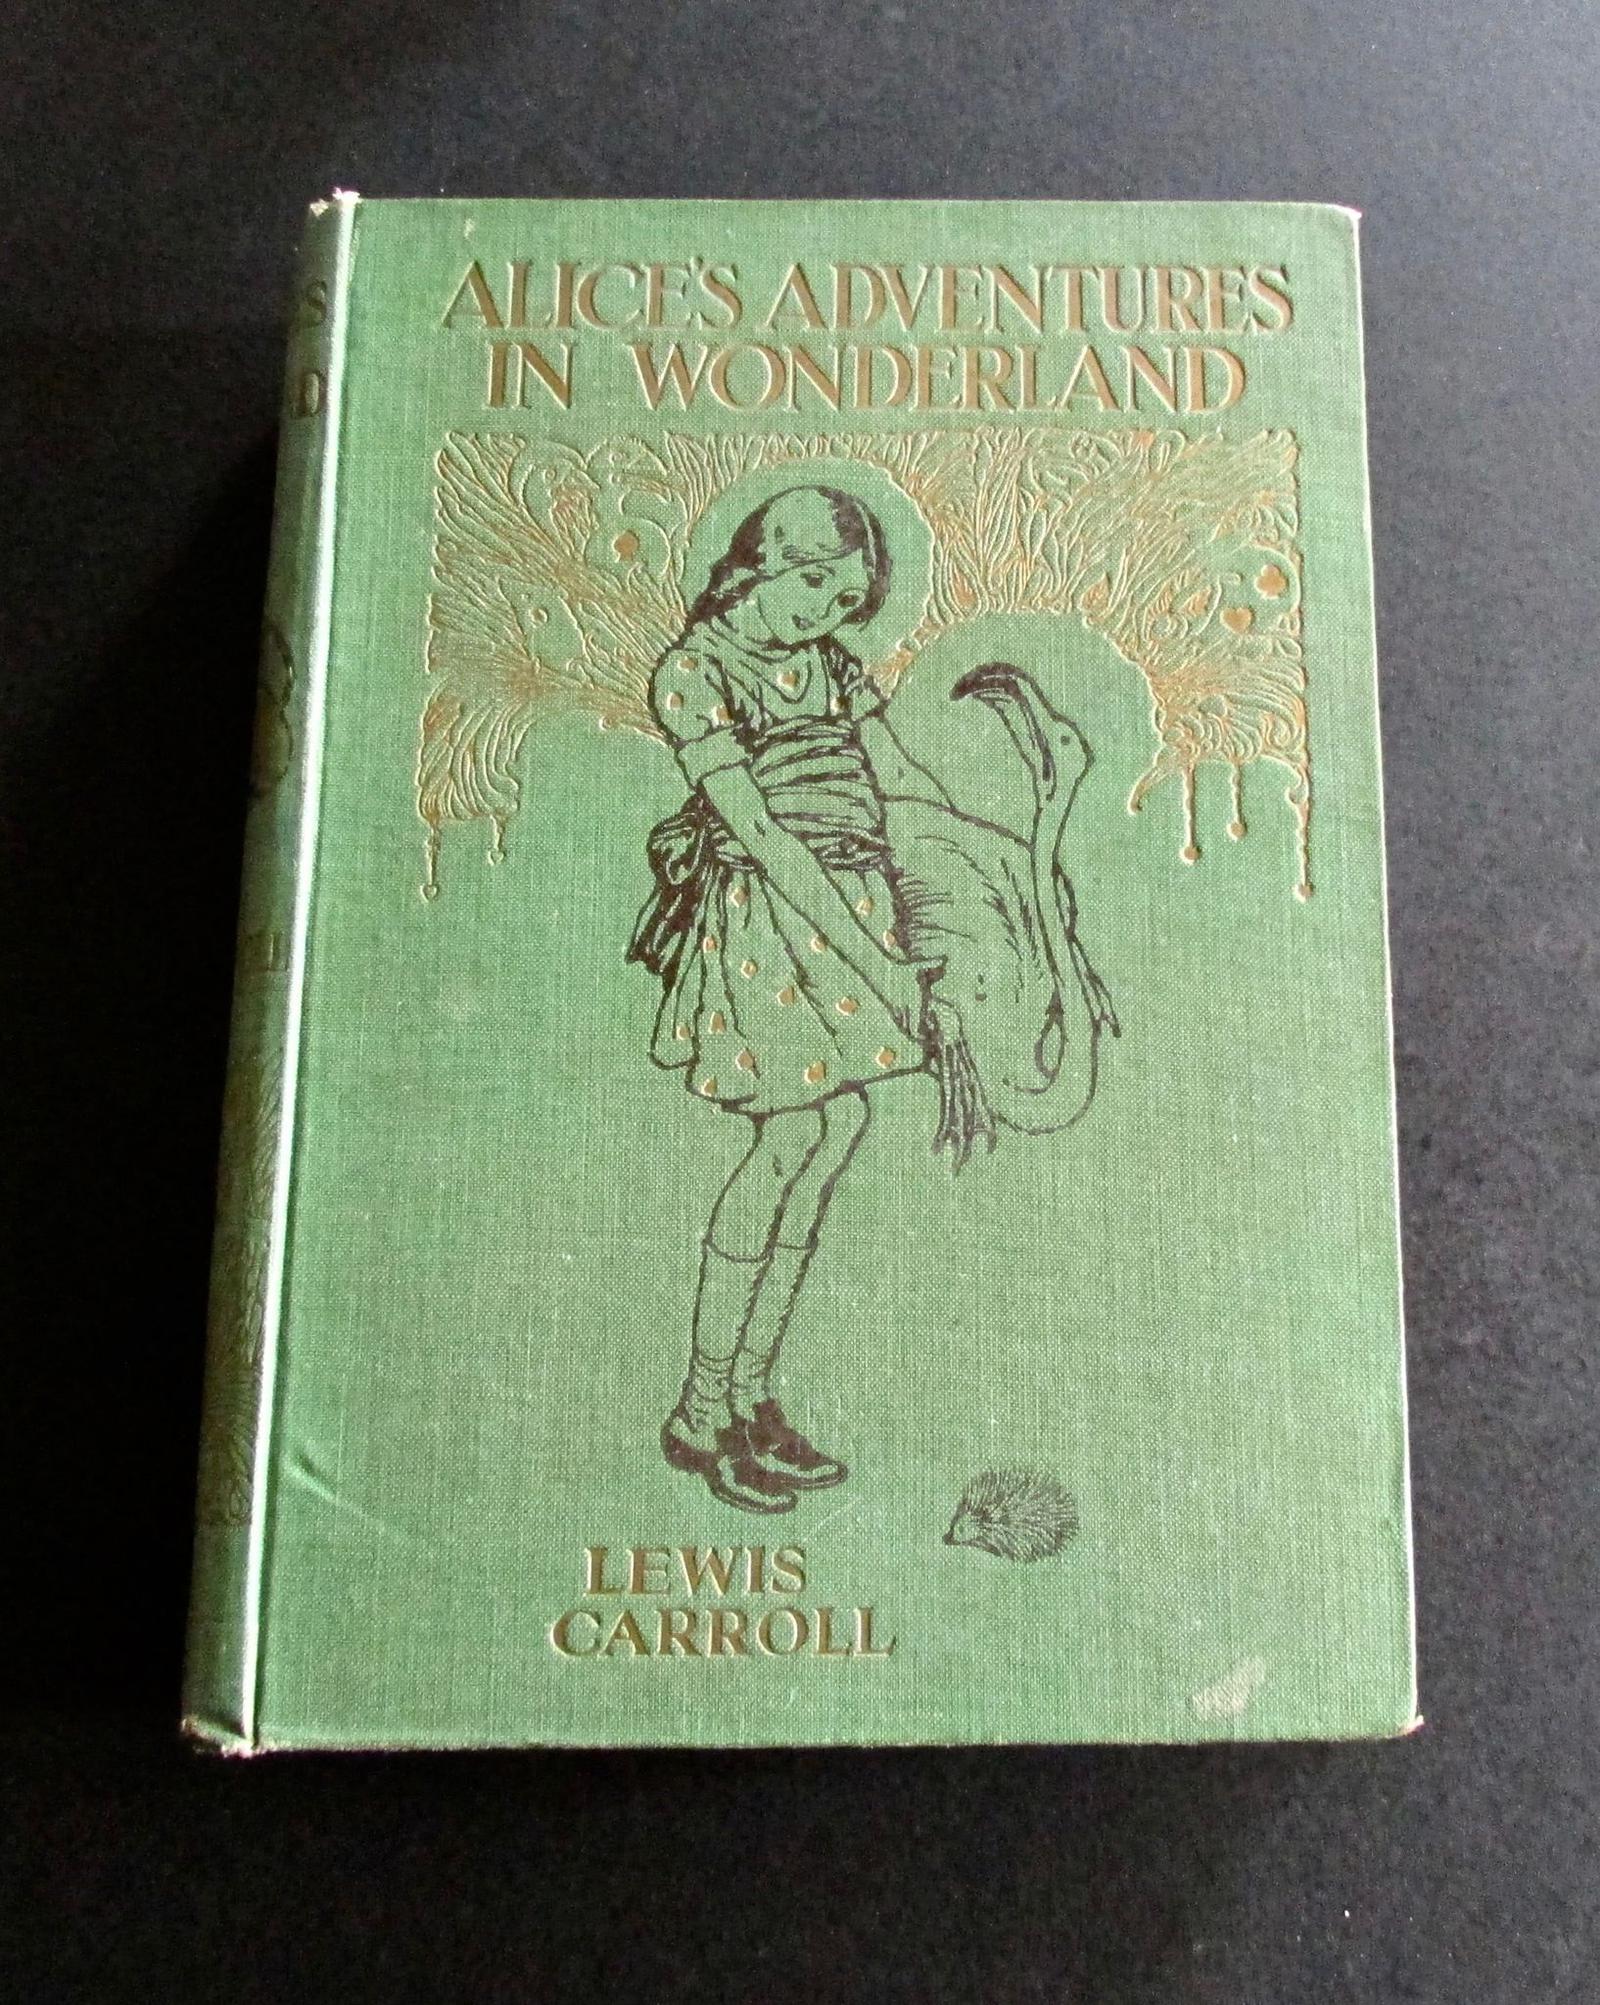 ALICE'S ADVENTURES
IN WONDERLAND
LEWIS
CARROLL